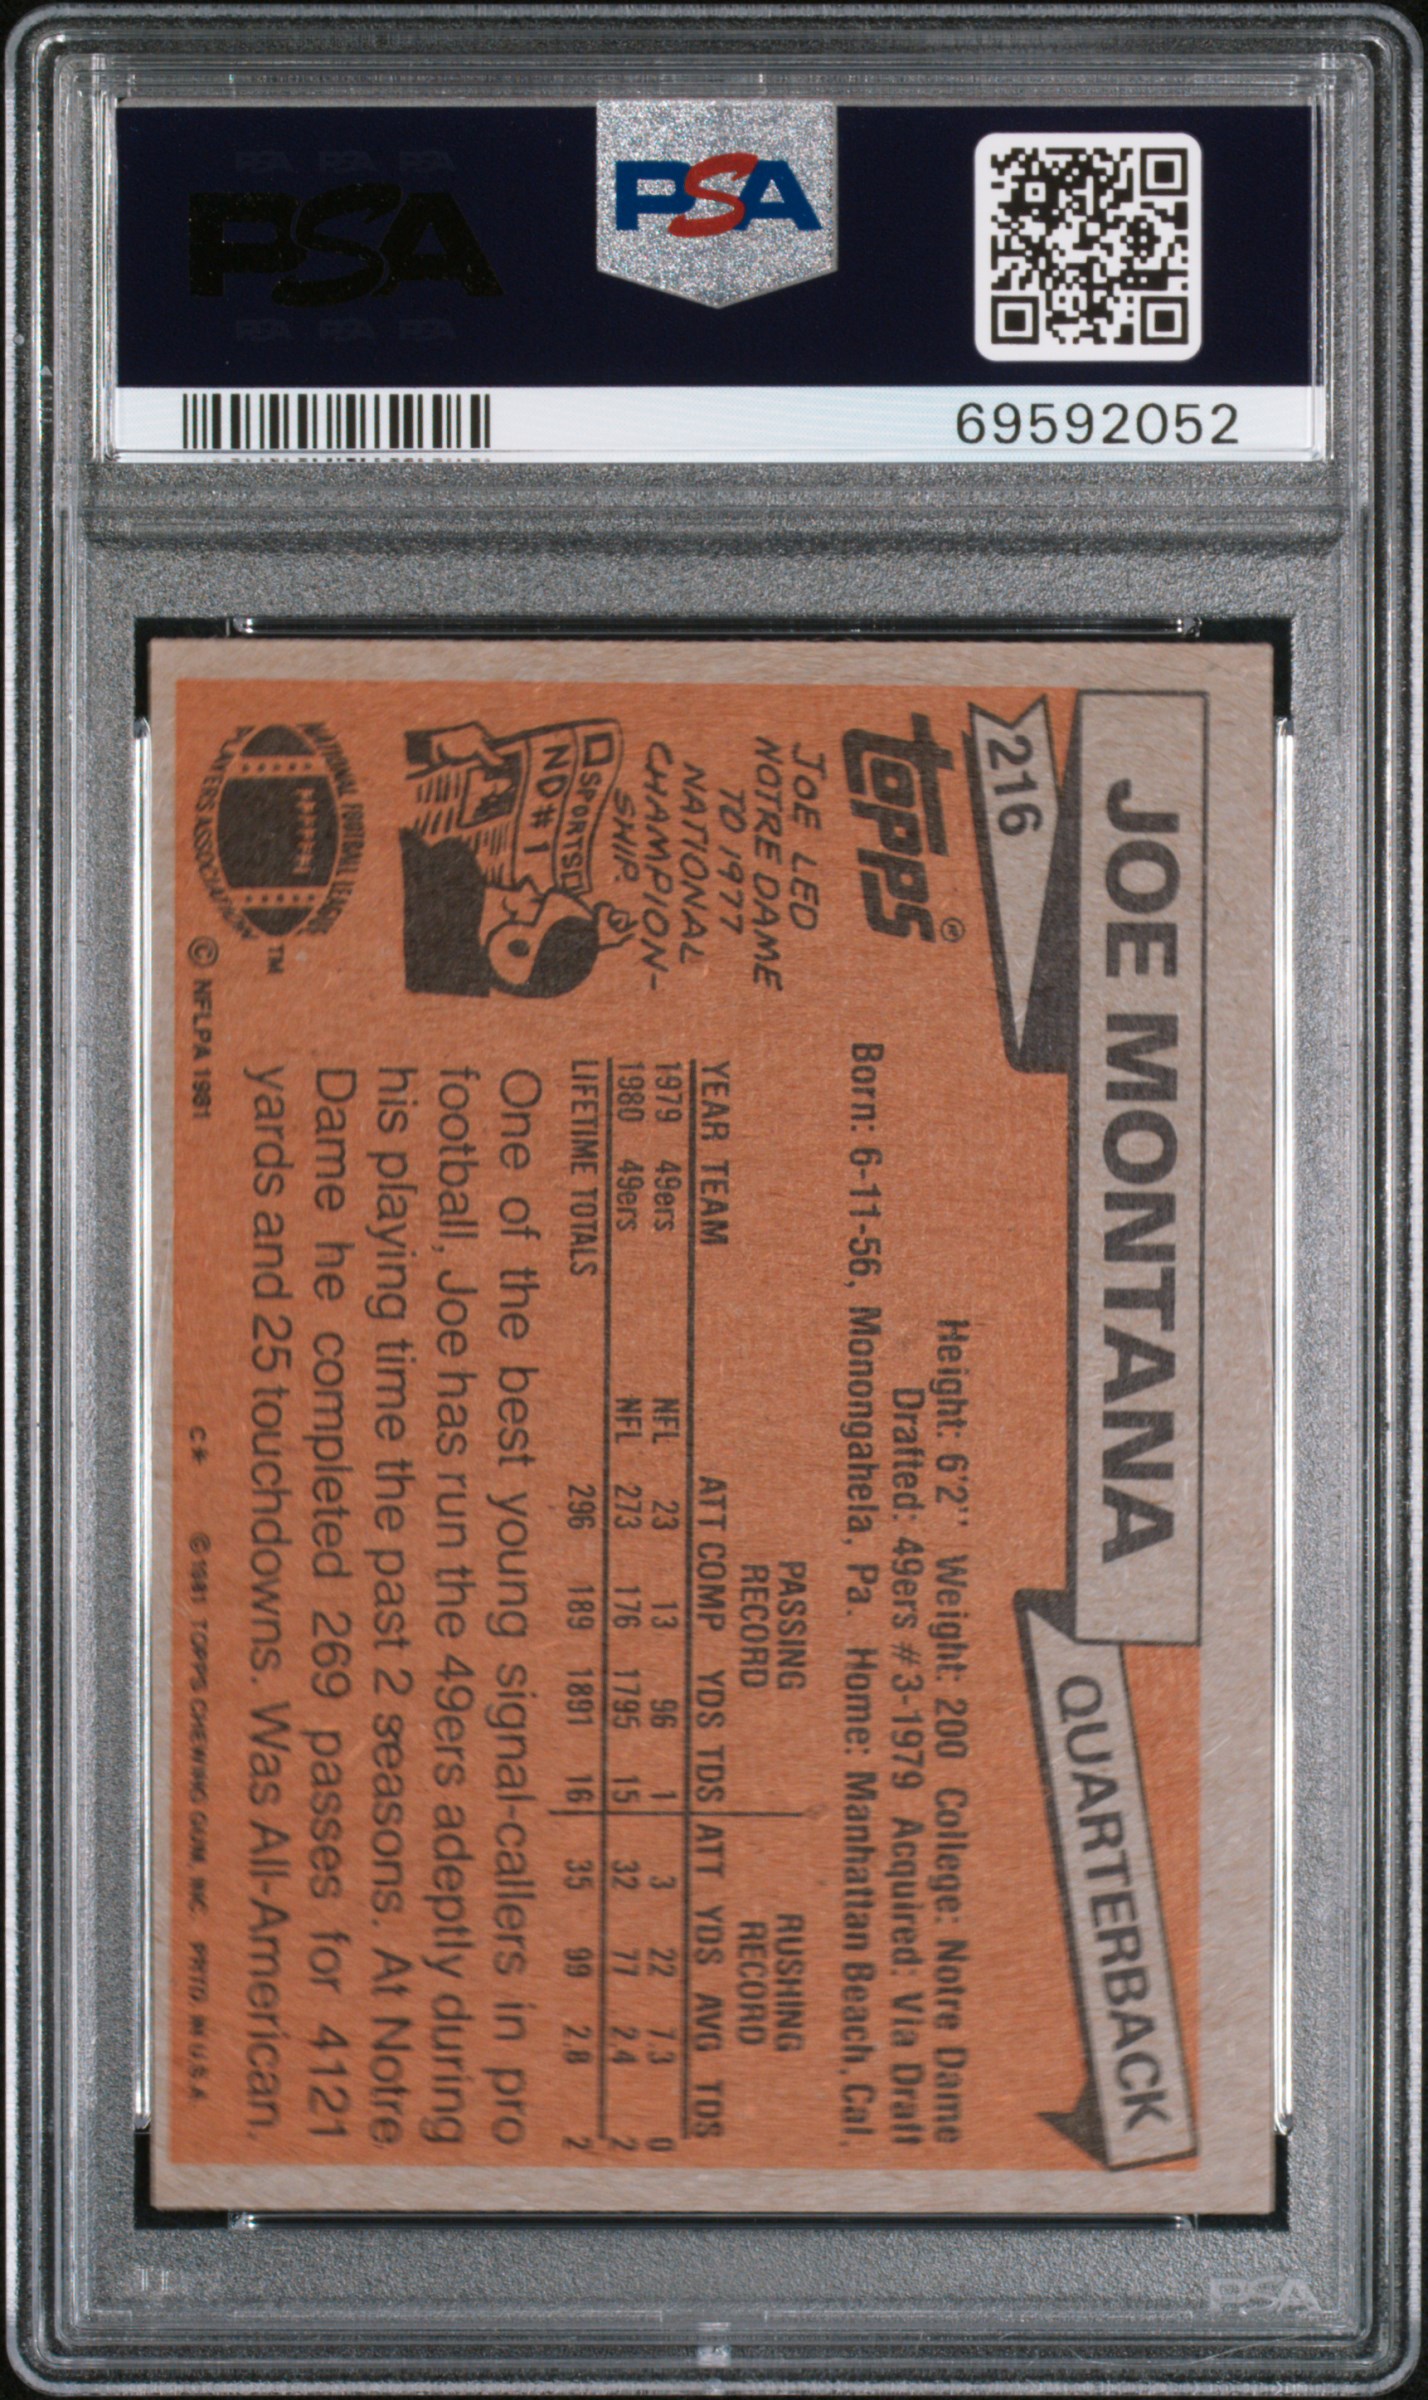 PSA
PSA
69592052
JOE MONTANA
QUARTERBACK
216
TOPPS®
Height: 6'2'' Weight: 200 College: Notre Dame
Drafted: 49ers #3-1979 Acquired: Via Draft
Born: 6-11-56, Monongahela, Pa. Home: Manhattan Beach, Cal.
JOE LED
NOTRE DAME
TO 1977
NATIONAL
CHAMPION-
SHIP.
SPORTS
ND #1
PASSING RECORD RUSHING RECORD
YEAR TEAM ATT COMP YDS TDS ATT YDS AVG TDS
1979 49ers NFL 23 13 96 1 3 22 7.3 0
1980 49ers NFL 273 176 1795 15 32 77 2.4 2
LIFETIME TOTALS 296 189 1891 16 35 99 2.8 2
One of the best young signal-callers in pro
football, Joe has run the 49ers adeptly during
his playing time the past 2 seasons. At Notre
Dame he completed 269 passes for 4121
yards and 25 touchdowns. Was All-American.
NATIONAL FOOTBALL LEAGUE
PLAYERS ASSOCIATION
TM
© NFLPA 1981
C* ©1981 TOPPS CHEWING GUM, INC. PRTD. IN U.S.A.
PSA